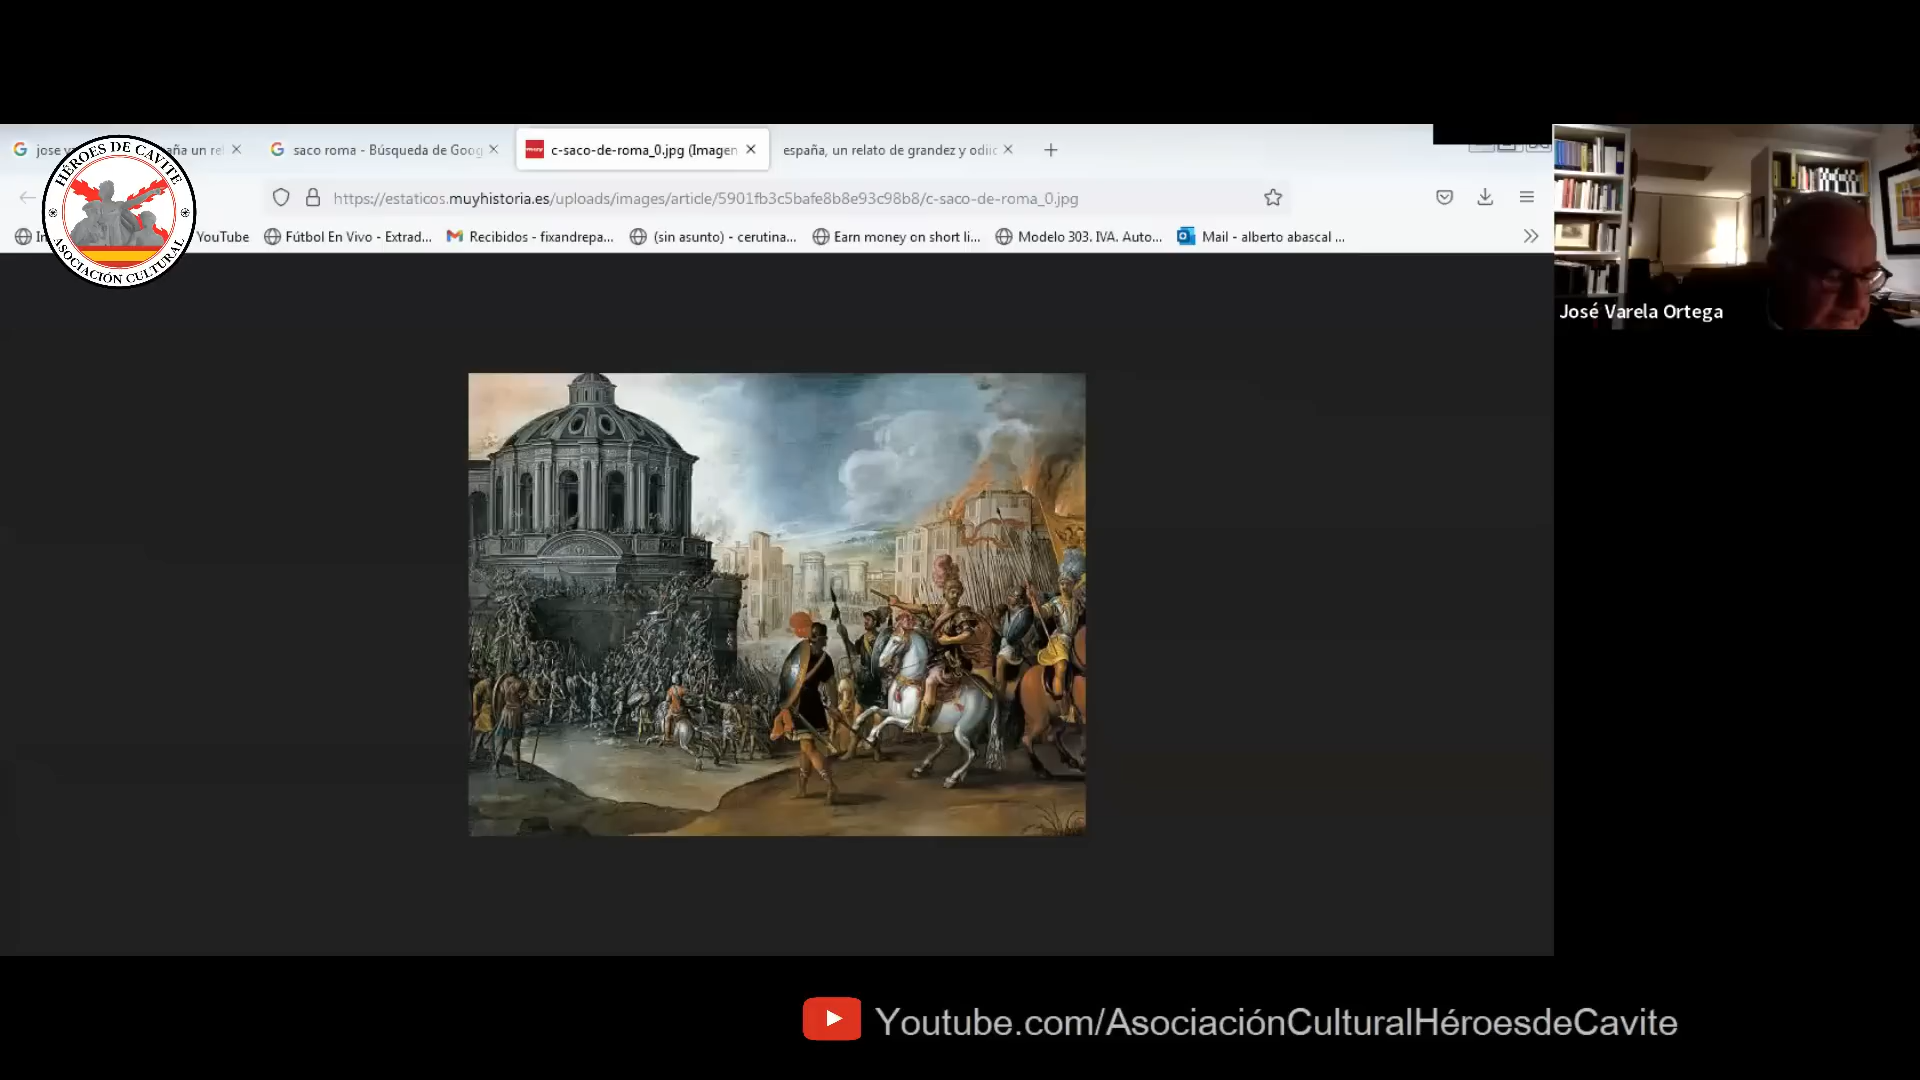 saco roma - Búsqueda de Goog
c-saco-de-roma_0.jpg (Imagen
españa, un relato de grandez y odiic
https://estaticos.muyhistoria.es/uploads/images/article/5901fb3c5bafe8b8e93c98b8/c-saco-de-roma_0.jpg
YouTube
Fútbol En Vivo - Extrad...
Recibidos - fixandrepa...
(sin asunto) - cerutina...
Earn money on short li...
Modelo 303. IVA. Auto...
Mail - alberto abascal ...
HÉROES DE CAVITE
ASOCIACIÓN CULTURAL
José Varela Ortega
Youtube.com/AsociaciónCulturalHéroesdeCavite